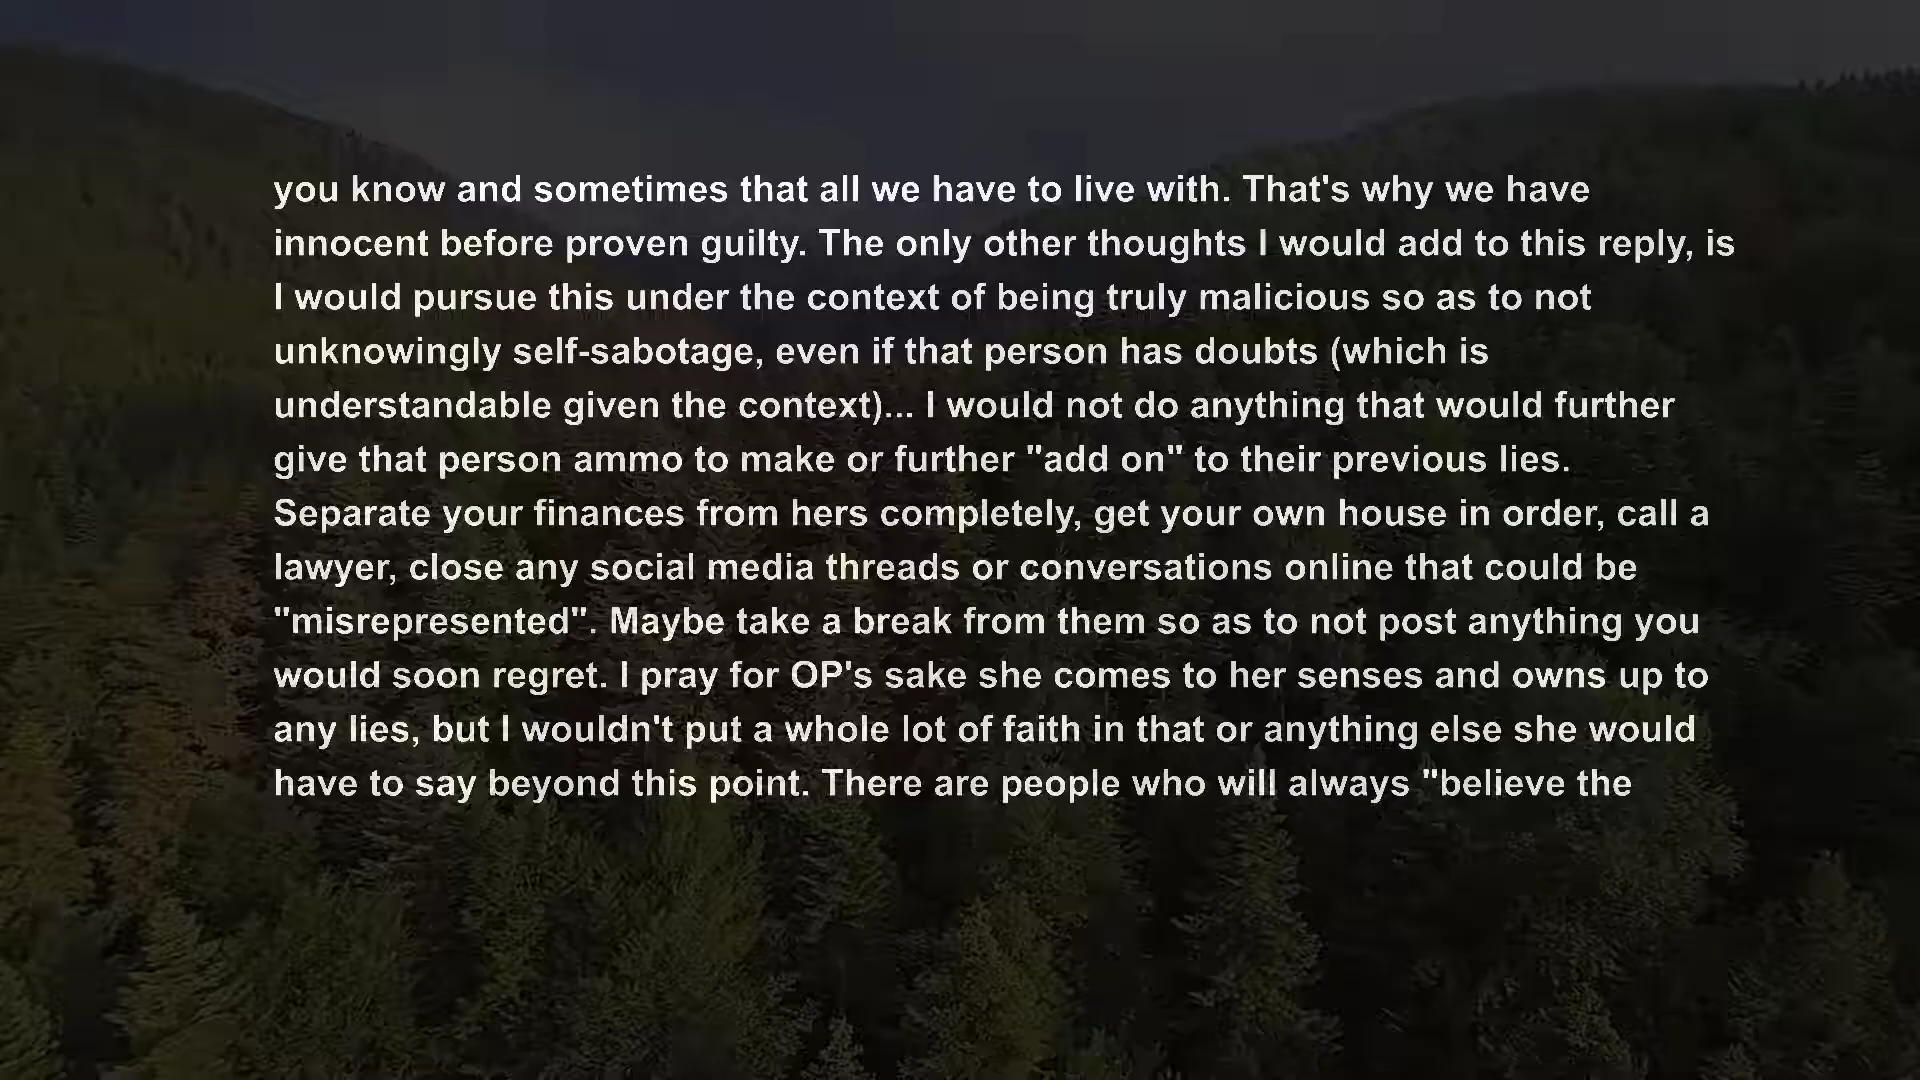 you know and sometimes that all we have to live with. That's why we have
innocent before proven guilty. The only other thoughts I would add to this reply, is
I would pursue this under the context of being truly malicious so as to not
unknowingly self-sabotage, even if that person has doubts (which is
understandable given the context)... I would not do anything that would further
give that person ammo to make or further "add on" to their previous lies.
Separate your finances from hers completely, get your own house in order, call a
lawyer, close any social media threads or conversations online that could be
"misrepresented". Maybe take a break from them so as to not post anything you
would soon regret. I pray for OP's sake she comes to her senses and owns up to
any lies, but I wouldn't put a whole lot of faith in that or anything else she would
have to say beyond this point. There are people who will always "believe the